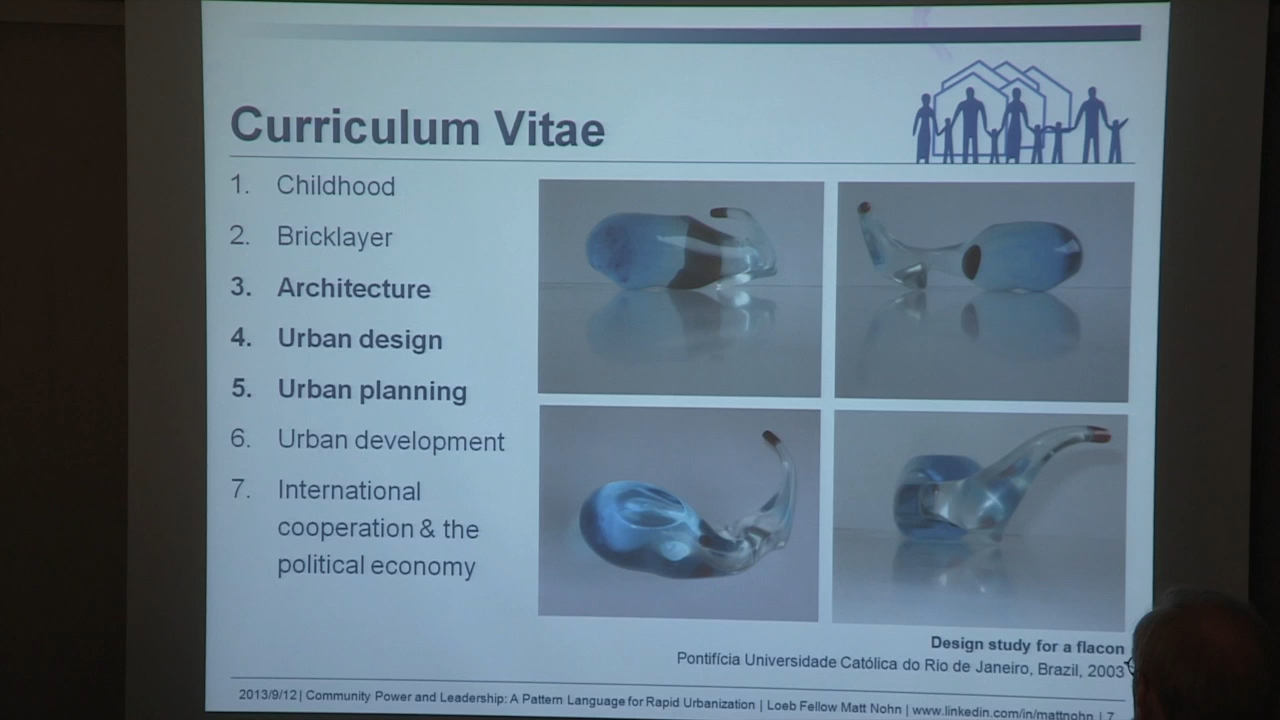 Curriculum Vitae
1. Childhood
2. Bricklayer
3. Architecture
4. Urban design
5. Urban planning
6. Urban development
7. International
cooperation & the
political economy
Design study for a flacon
Pontifícia Universidade Católica do Rio de Janeiro, Brazil, 2003
2013/9/12 | Community Power and Leadership: A Pattern Language for Rapid Urbanization | Loeb Fellow Matt Nohn | www.linkedin.com/in/mattnohn | 7